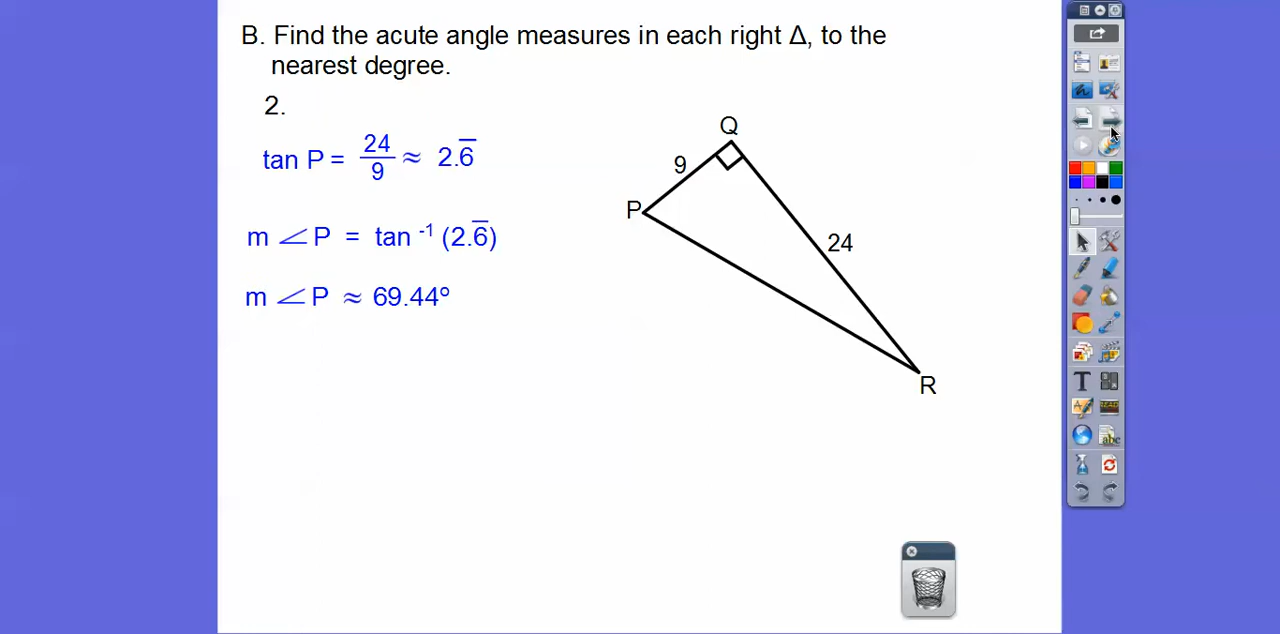 B. Find the acute angle measures in each right Δ, to the
nearest degree.
2.
tan P = 24/9 ≈ 2.6̅
m ∠P = tan ⁻¹ (2.6̅)
m ∠P ≈ 69.44º
Q
9
P
24
R